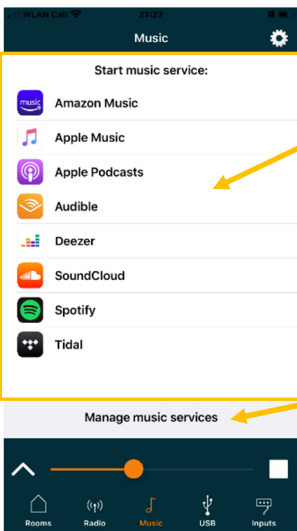 WLAN Call 21:27
Music
Start music service:
music Amazon Music
Apple Music
Apple Podcasts
Audible
Deezer
SoundCloud
Spotify
Tidal
Manage music services
Rooms Radio Music USB Inputs